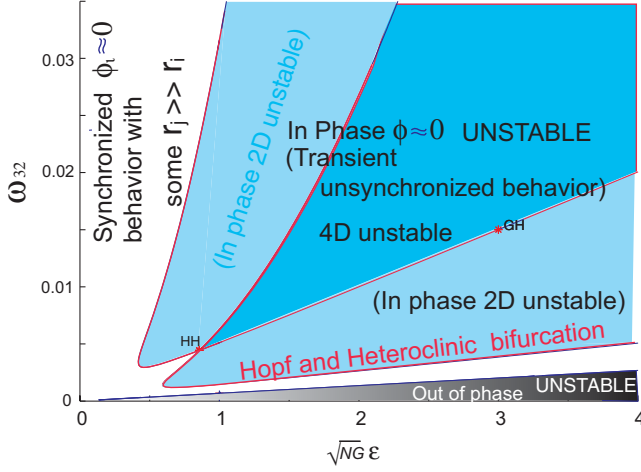 0.03
0.02
0.01
0
ω32
Synchronized ϕι≈0
behavior with
some rj >> ri
(In phase 2D unstable)
In Phase ϕ≈0 UNSTABLE
(Transient
unsynchronized behavior)
4D unstable
GH
HH
(In phase 2D unstable)
Hopf and Heteroclinic bifurcation
UNSTABLE
Out of phase
0 1 2 3 4
√NG ε